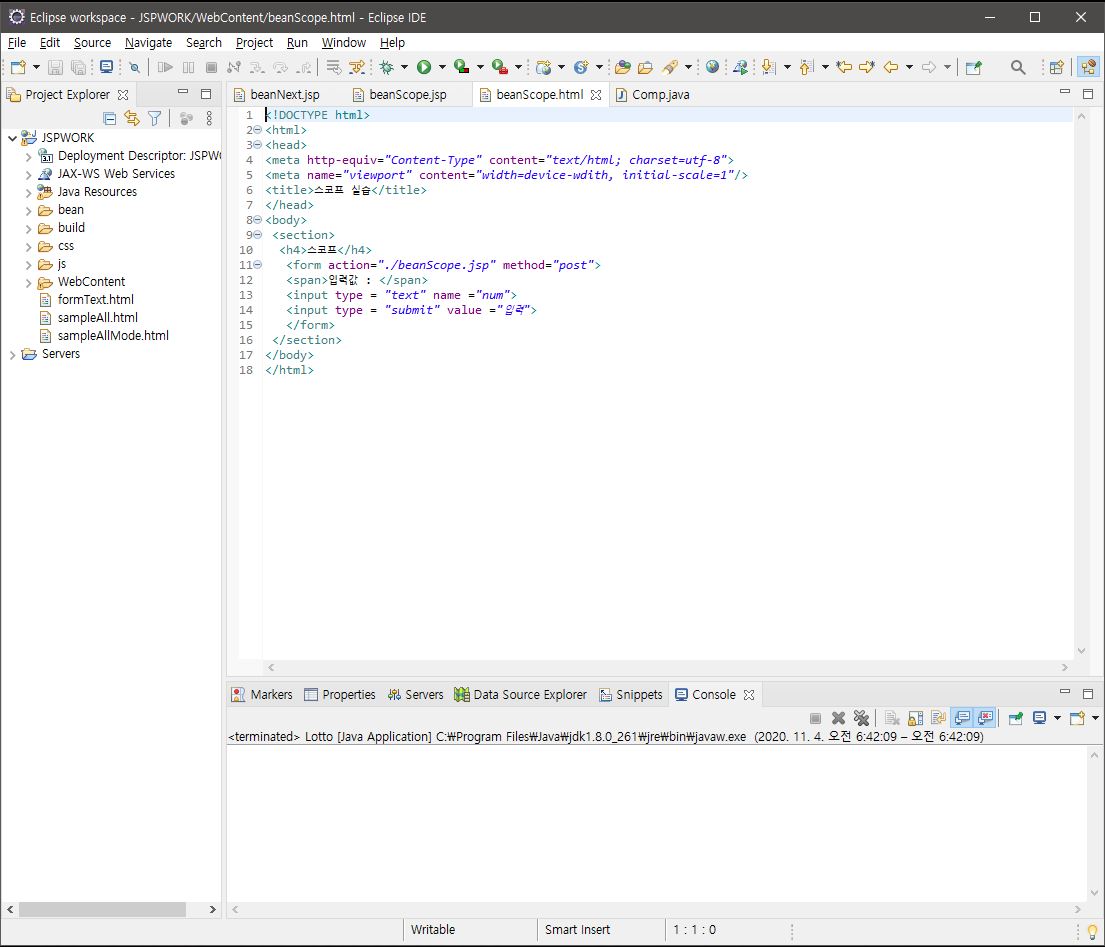 Eclipse workspace - JSPWORK/WebContent/beanScope.html - Eclipse IDE
File Edit Source Navigate Search Project Run Window Help
Project Explorer
JSPWORK
Deployment Descriptor: JSPW
JAX-WS Web Services
Java Resources
bean
build
css
js
WebContent
formText.html
sampleAll.html
sampleAllMode.html
Servers
beanNext.jsp beanScope.jsp beanScope.html Comp.java
1 <!DOCTYPE html>
2 <html>
3 <head>
4 <meta http-equiv="Content-Type" content="text/html; charset=utf-8">
5 <meta name="viewport" content="width=device-wdith, initial-scale=1"/>
6 <title>스코프 실습</title>
7 </head>
8 <body>
9 <section>
10 <h4>스코프</h4>
11 <form action="./beanScope.jsp" method="post">
12 <span>입력값 : </span>
13 <input type = "text" name ="num">
14 <input type = "submit" value ="입력">
15 </form>
16 </section>
17 </body>
18 </html>
Markers Properties Servers Data Source Explorer Snippets Console
<terminated> Lotto [Java Application] C:₩Program Files₩Java₩jdk1.8.0_261₩jre₩bin₩javaw.exe (2020. 11. 4. 오전 6:42:09 – 오전 6:42:09)
Writable Smart Insert 1 : 1 : 0